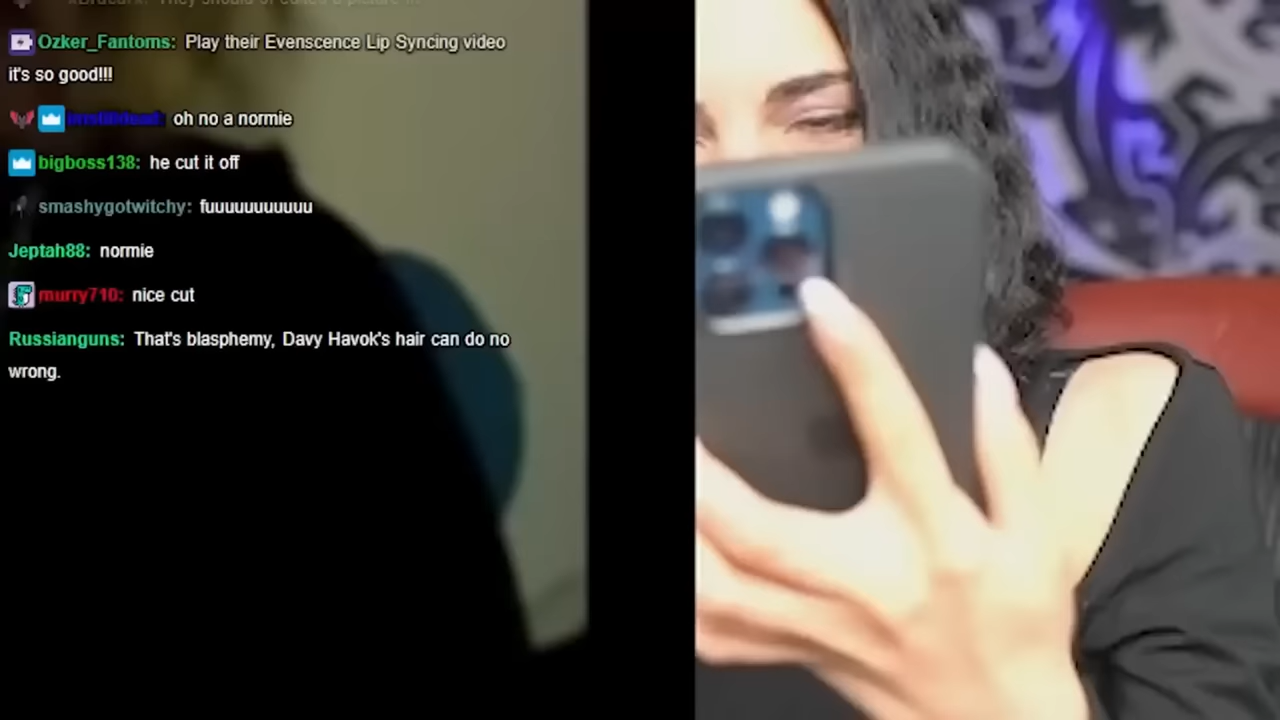 Ozker_Fantoms: Play their Evenscence Lip Syncing video
it's so good!!!
oh no a normie
bigboss138: he cut it off
smashygotwitchy: fuuuuuuuuuuu
Jeptah88: normie
murry710: nice cut
Russianguns: That's blasphemy, Davy Havok's hair can do no
wrong.